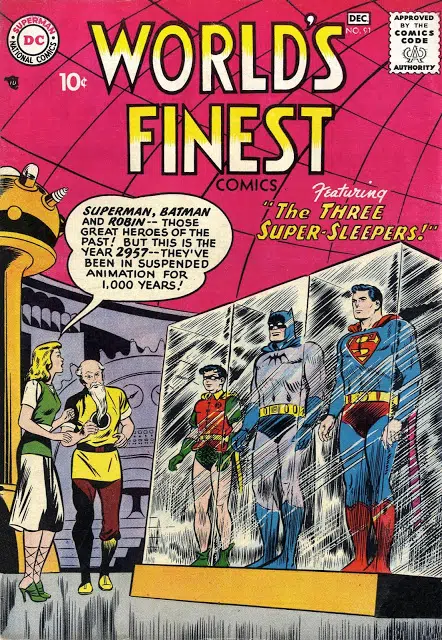 SUPERMAN
DC
NATIONAL COMICS
10¢
WORLD'S
FINEST
COMICS
DEC.
NO. 91
APPROVED
BY THE
COMICS
CODE
CA
AUTHORITY
Featuring
"The THREE
SUPER-SLEEPERS!"
SUPERMAN, BATMAN
AND ROBIN -- THOSE
GREAT HEROES OF THE
PAST! BUT THIS IS THE
YEAR 2957 -- THEY'VE
BEEN IN SUSPENDED
ANIMATION FOR
1,000 YEARS!
S
R